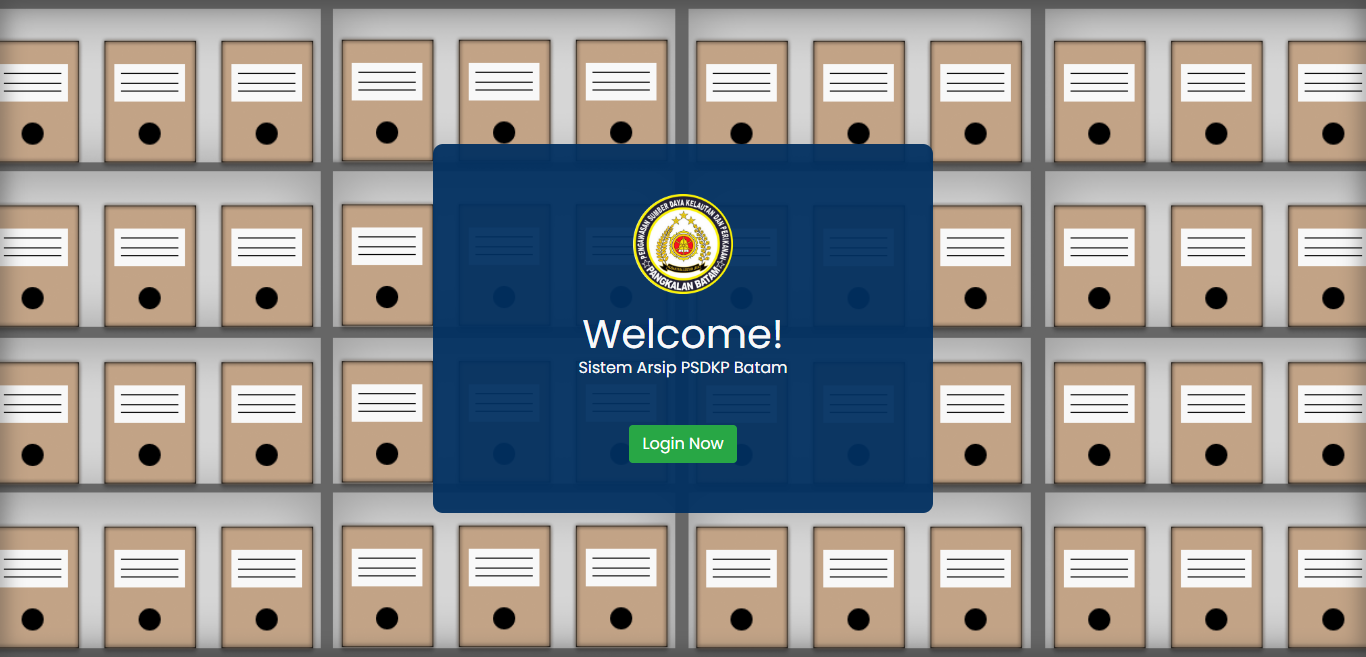 PENGAWASAN SUMBER DAYA KELAUTAN DAN PERIKANAN
PANGKALAN BATAM
Welcome!
Sistem Arsip PSDKP Batam
Login Now